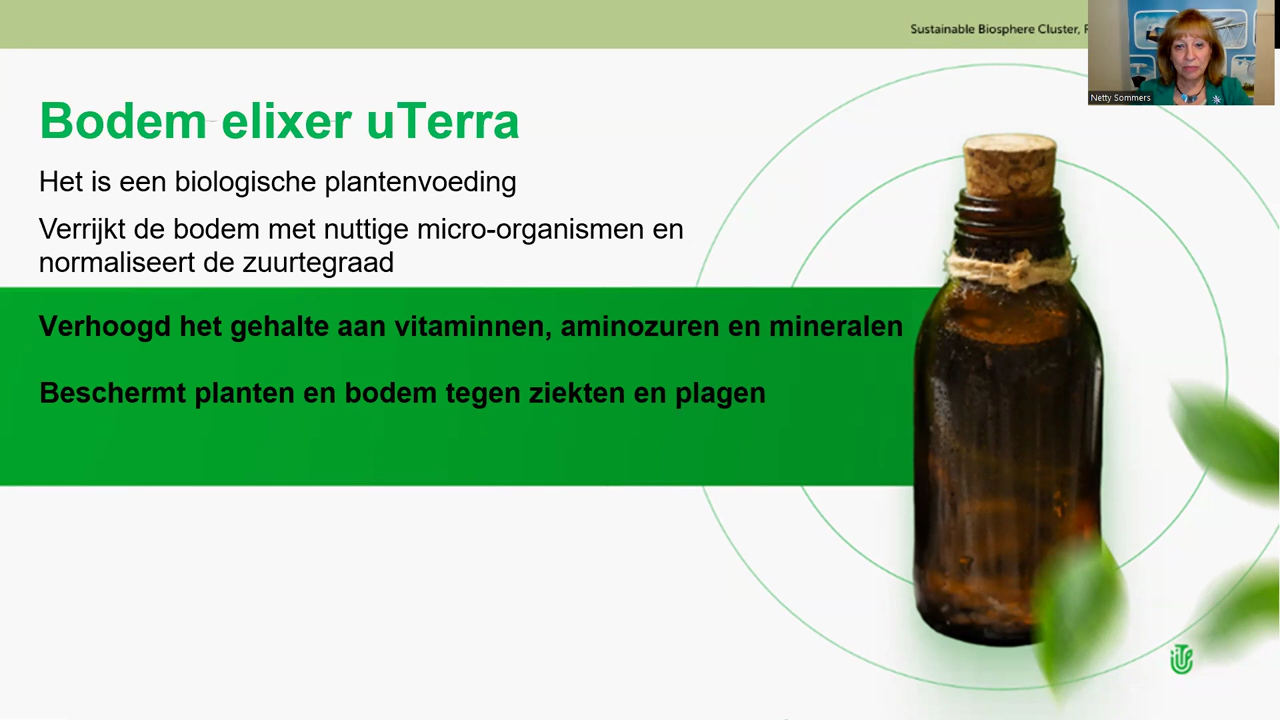 Sustainable Biosphere Cluster,
Netty Sommers
Bodem elixer uTerra
Het is een biologische plantenvoeding
Verrijkt de bodem met nuttige micro-organismen en
normaliseert de zuurtegraad
Verhoogd het gehalte aan vitaminnen, aminozuren en mineralen
Beschermt planten en bodem tegen ziekten en plagen